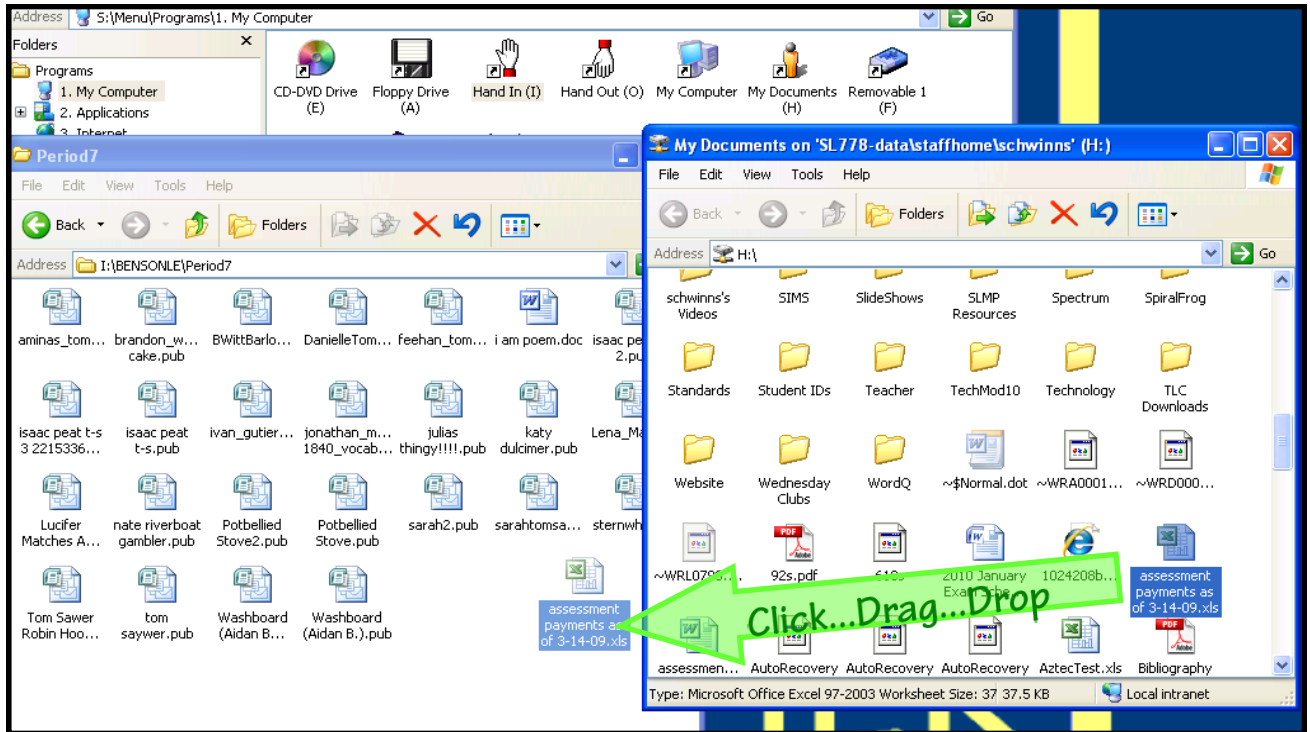 Address S:\Menu\Programs\1. My Computer Go
Folders
Programs
1. My Computer
2. Applications
3. Internet
CD-DVD Drive (E)
Floppy Drive (A)
Hand In (I)
Hand Out (O)
My Computer
My Documents (H)
Removable 1 (F)
Period7
File Edit View Tools Help
Back Folders
Address I:\BENSONLE\Period7
aminas_tom...
brandon_w... cake.pub
BWittBarlo...
DanielleTom...
feehan_tom...
i am poem.doc
isaac pe
2.pu
isaac peat t-s 3 2215336...
isaac peat t-s.pub
ivan_gutier...
jonathan_m... 1840_vocab...
julias thingy!!!!.pub
katy dulcimer.pub
Lena_Ma
Lucifer Matches A...
nate riverboat gambler.pub
Potbellied Stove2.pub
Potbellied Stove.pub
sarah2.pub
sarahtomsa...
sternwh
Tom Sawer Robin Hoo...
tom saywer.pub
Washboard (Aidan B...
Washboard (Aidan B.).pub
assessment payments as of 3-14-09.xls
My Documents on 'SL778-data\staffhome\schwinns' (H:)
File Edit View Tools Help
Back Folders
Address H:\ Go
schwinns's Videos
SIMS
SlideShows
SLMP Resources
Spectrum
SpiralFrog
Standards
Student IDs
Teacher
TechMod10
Technology
TLC Downloads
Website
Wednesday Clubs
WordQ
~$Normal.dot
~WRA0001...
~WRD000...
92s.pdf
2010 January Exam Sche...
1024208b...
assessment payments as of 3-14-09.xls
Click...Drag...Drop
assessmen...
AutoRecovery
AutoRecovery
AutoRecovery
AztecTest.xls
Bibliography
Type: Microsoft Office Excel 97-2003 Worksheet Size: 37 37.5 KB Local intranet